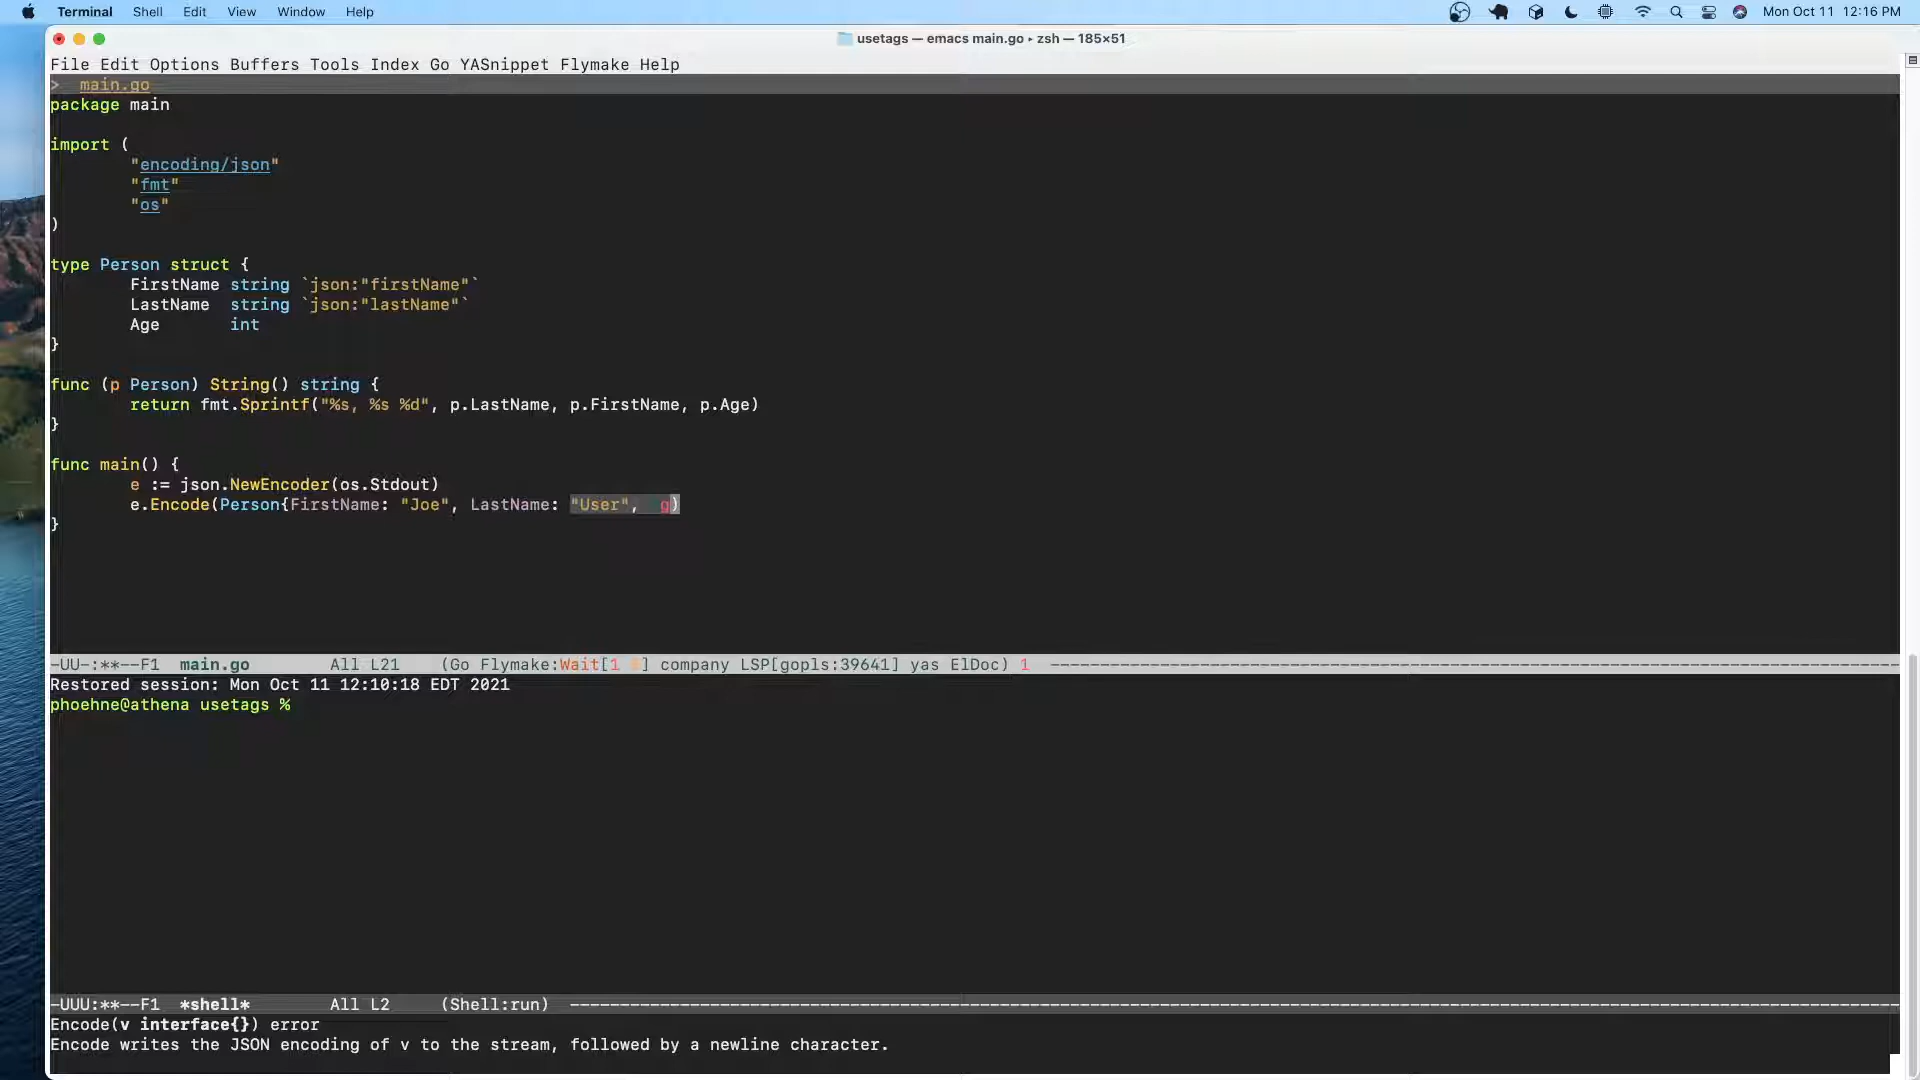 Terminal Shell Edit View Window Help Mon Oct 11 12:16 PM
usetags — emacs main.go ▸ zsh — 185×51
File Edit Options Buffers Tools Index Go YASnippet Flymake Help
> main.go
package main
import (
"encoding/json"
"fmt"
"os"
)
type Person struct {
FirstName string `json:"firstName"`
LastName string `json:"lastName"`
Age int
}
func (p Person) String() string {
return fmt.Sprintf("%s, %s %d", p.LastName, p.FirstName, p.Age)
}
func main() {
e := json.NewEncoder(os.Stdout)
e.Encode(Person{FirstName: "Joe", LastName: "User", g)
}
-UU-:**--F1 main.go All L21 (Go Flymake:Wait[1 ] company LSP[gopls:39641] yas ElDoc) 1
Restored session: Mon Oct 11 12:10:18 EDT 2021
phoehne@athena usetags %
-UUU:**--F1 *shell* All L2 (Shell:run)
Encode(v interface{}) error
Encode writes the JSON encoding of v to the stream, followed by a newline character.